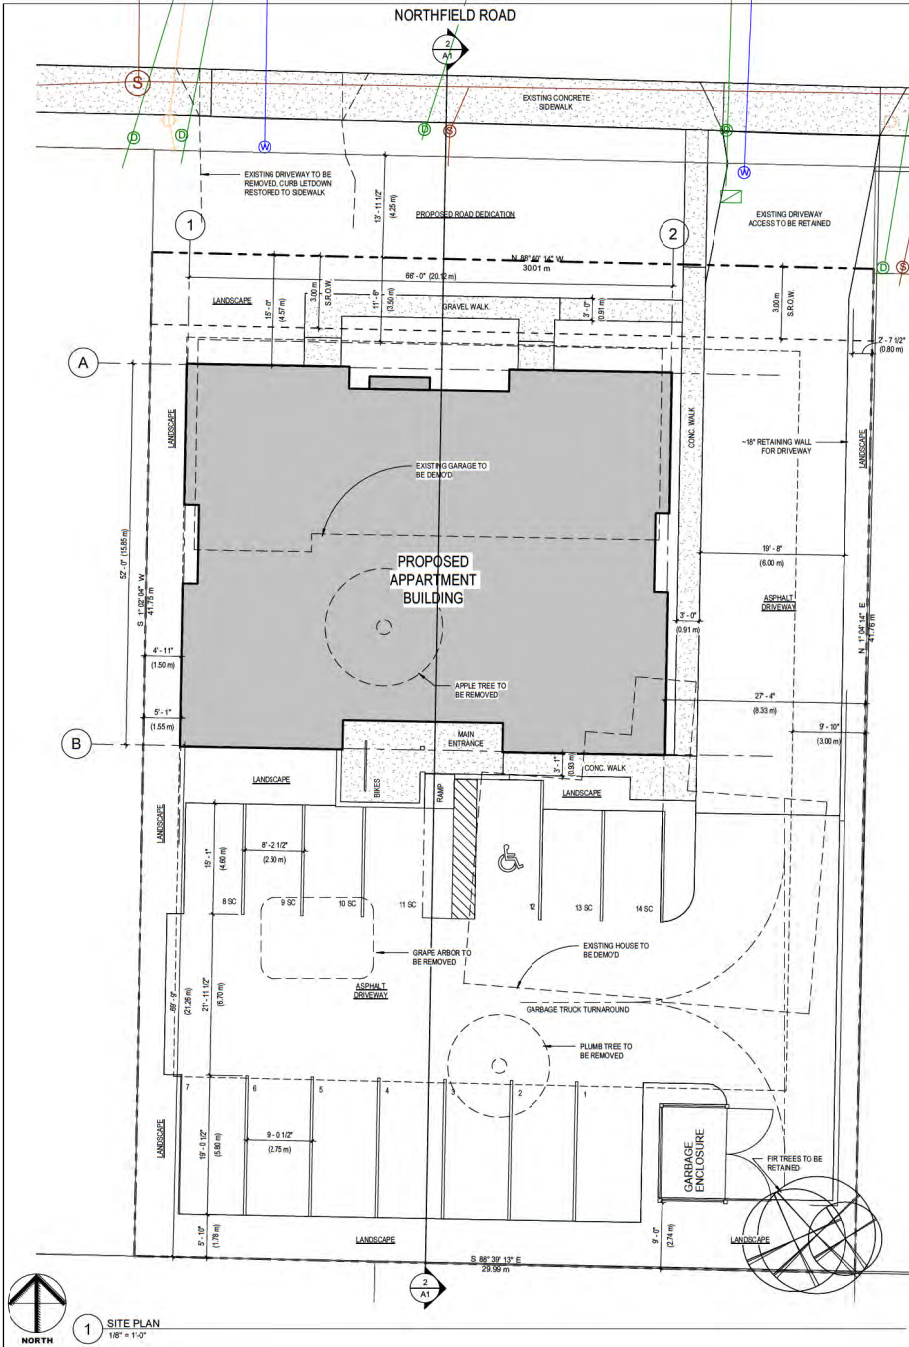 NORTHFIELD ROAD
2
A1
S
EXISTING CONCRETE
SIDEWALK
D
D
D
S
D
W
W
EXISTING DRIVEWAY TO BE
REMOVED, CURB LETDOWN
RESTORED TO SIDEWALK
13' - 11 1/2"
(4.25 m)
PROPOSED ROAD DEDICATION
EXISTING DRIVEWAY
ACCESS TO BE RETAINED
1
2
D
S
N 88°40' 14" W
3001 m
66' - 0" (20.12 m)
LANDSCAPE
15' - 0"
(4.57 m)
3.00 m
S.R.O.W.
11' - 6"
(3.50 m)
GRAVEL WALK
3' - 0"
(0.91 m)
3.00 m
S.R.O.W.
2' - 7 1/2"
(0.80 m)
A
LANDSCAPE
CONC. WALK
~18" RETAINING WALL
FOR DRIVEWAY
LANDSCAPE
EXISTING GARAGE TO
BE DEMO'D
52' - 0" (15.85 m)
S 1° 02' 04" W
41.75 m
PROPOSED
APPARTMENT
BUILDING
19' - 8"
(6.00 m)
ASPHALT
DRIVEWAY
3' - 0"
(0.91 m)
N 1° 04' 14" E
41.76 m
4' - 11"
(1.50 m)
APPLE TREE TO
BE REMOVED
27' - 4"
(8.33 m)
5' - 1"
(1.55 m)
9' - 10"
(3.00 m)
B
MAIN
ENTRANCE
3' - 1"
(0.93 m)
CONC. WALK
LANDSCAPE
BIKES
RAMP
LANDSCAPE
LANDSCAPE
15' - 1"
(4.60 m)
8' - 2 1/2"
(2.50 m)
8 SC
9 SC
10 SC
11 SC
12
13 SC
14 SC
GRAPE ARBOR TO
BE REMOVED
EXISTING HOUSE TO
BE DEMO'D
69' - 9"
(21.26 m)
21' - 11 1/2"
(6.70 m)
ASPHALT
DRIVEWAY
GARBAGE TRUCK TURNAROUND
PLUMB TREE TO
BE REMOVED
7
6
5
4
3
2
1
LANDSCAPE
19' - 0 1/2"
(5.80 m)
9 - 0 1/2"
(2.75 m)
GARBAGE
ENCLOSURE
FIR TREES TO BE
RETAINED
5' - 10"
(1.78 m)
LANDSCAPE
9' - 0"
(2.74 m)
LANDSCAPE
S 88° 39' 13" E
29.99 m
2
A1
NORTH
1
SITE PLAN
1/8" = 1'-0"